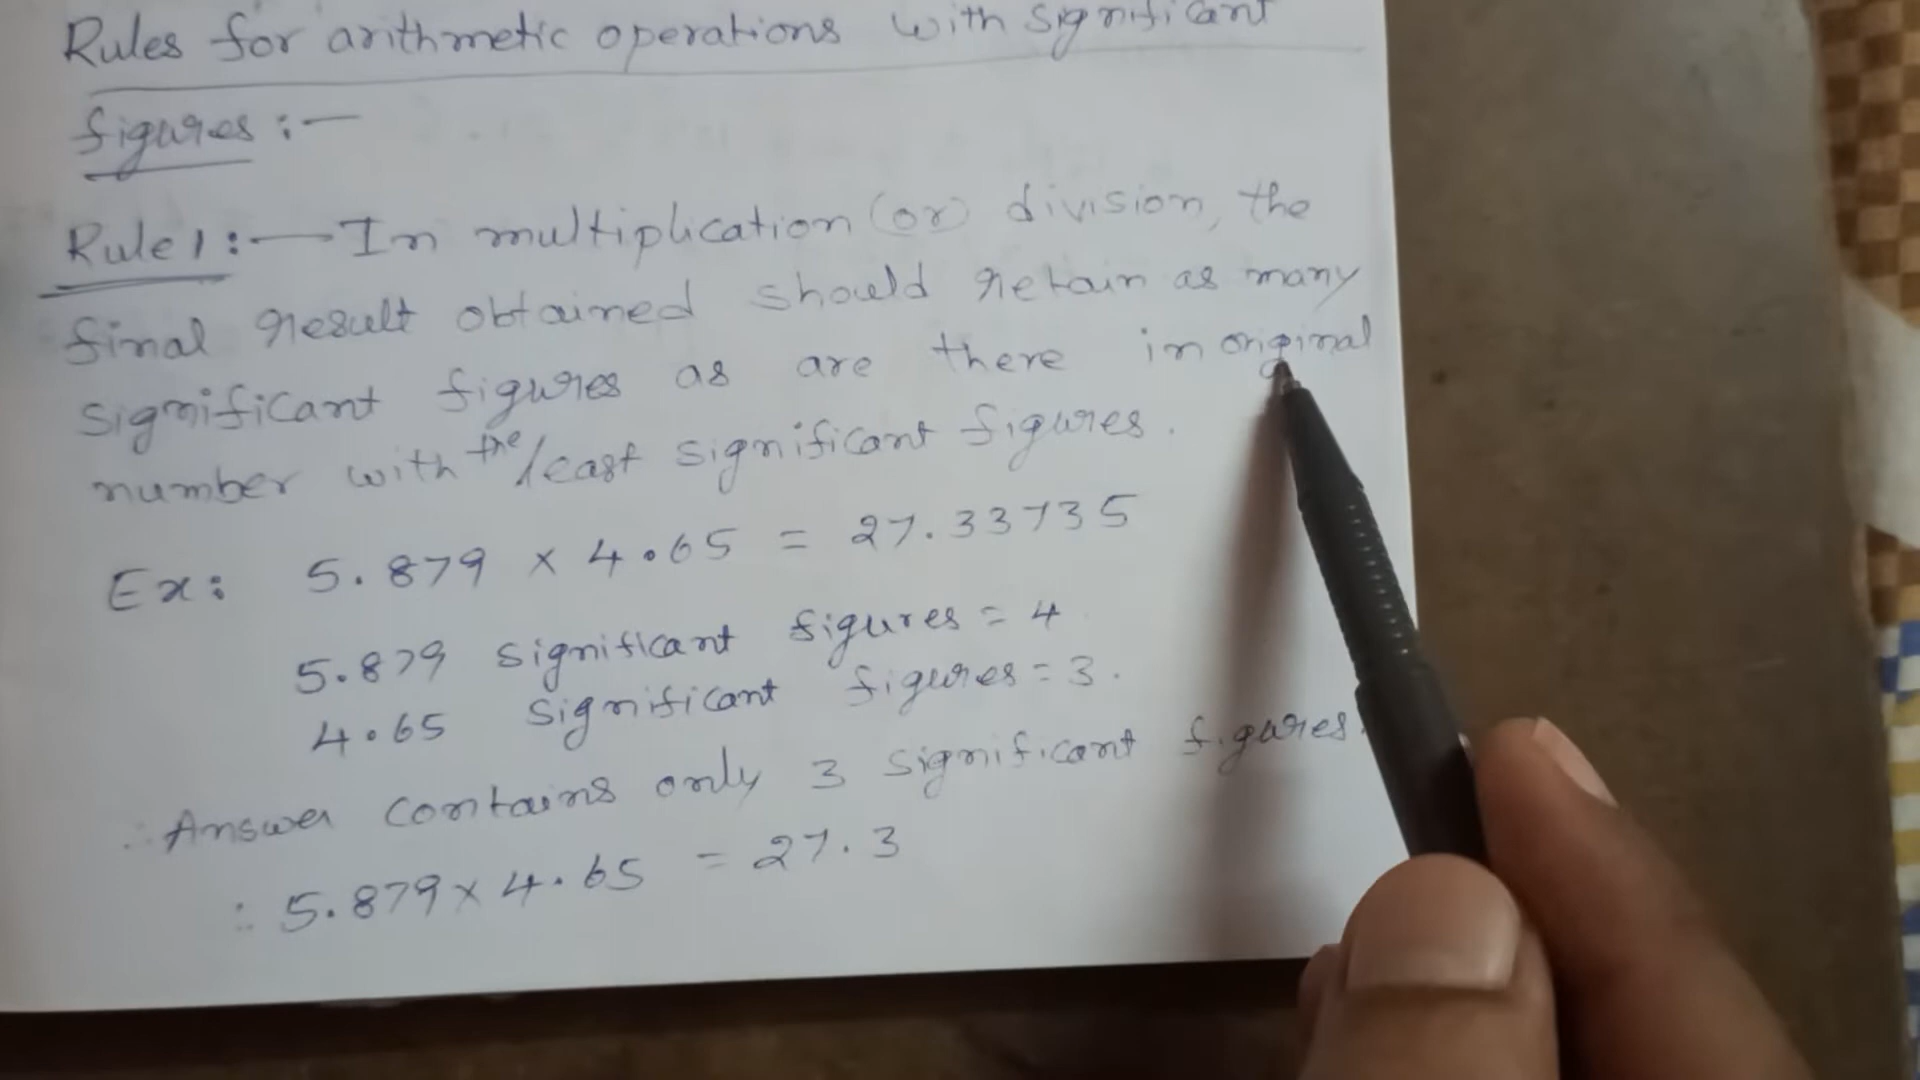 Rules for arithmetic operations with significant
figures :-
Rule 1 :- In multiplication (or) division, the
final result obtained should retain as many
significant figures as are there in original
number with the least significant figures.
Ex: 5.879 × 4.65 = 27.33735
5.879 significant figures = 4
4.65 significant figures = 3.
∴ Answer contains only 3 significant figures.
∴ 5.879 × 4.65 = 27.3